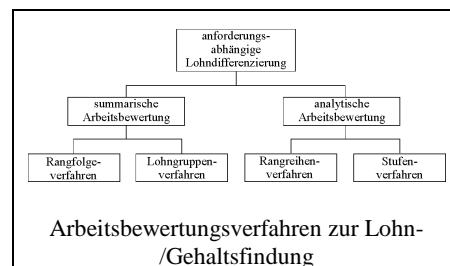 anforderungs-
abhängige
Lohndifferenzierung
summarische
Arbeitsbewertung
analytische
Arbeitsbewertung
Rangfolge-
verfahren
Lohngruppen-
verfahren
Rangreihen-
verfahren
Stufen-
verfahren
Arbeitsbewertungsverfahren zur Lohn-
/Gehaltsfindung